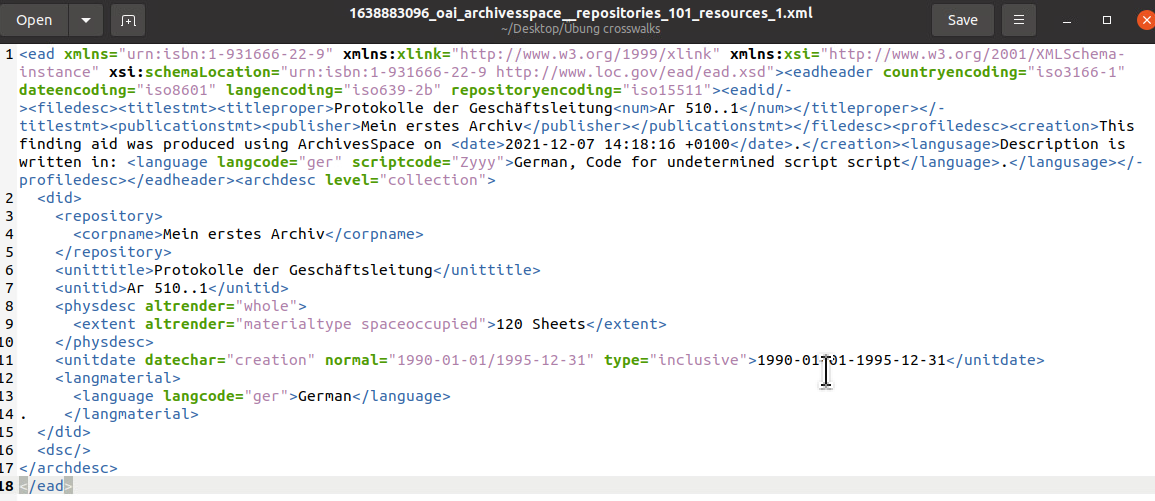 Open
1638883096_oai_archivesspace__repositories_101_resources_1.xml
~/Desktop/Übung crosswalks
Save
1 <ead xmlns="urn:isbn:1-931666-22-9" xmlns:xlink="http://www.w3.org/1999/xlink" xmlns:xsi="http://www.w3.org/2001/XMLSchema-
instance" xsi:schemaLocation="urn:isbn:1-931666-22-9 http://www.loc.gov/ead/ead.xsd"><eadheader countryencoding="iso3166-1"
dateencoding="iso8601" langencoding="iso639-2b" repositoryencoding="iso15511"><eadid/-
><filedesc><titlestmt><titleproper>Protokolle der Geschäftsleitung<num>Ar 510..1</num></titleproper></-
titlestmt><publicationstmt><publisher>Mein erstes Archiv</publisher></publicationstmt></filedesc><profiledesc><creation>This
finding aid was produced using ArchivesSpace on <date>2021-12-07 14:18:16 +0100</date>.</creation><langusage>Description is
written in: <language langcode="ger" scriptcode="Zyyy">German, Code for undetermined script script</language>.</langusage></-
profiledesc></eadheader><archdesc level="collection">
2 <did>
3 <repository>
4 <corpname>Mein erstes Archiv</corpname>
5 </repository>
6 <unittitle>Protokolle der Geschäftsleitung</unittitle>
7 <unitid>Ar 510..1</unitid>
8 <physdesc altrender="whole">
9 <extent altrender="materialtype spaceoccupied">120 Sheets</extent>
10 </physdesc>
11 <unitdate datechar="creation" normal="1990-01-01/1995-12-31" type="inclusive">1990-01-01-1995-12-31</unitdate>
12 <langmaterial>
13 <language langcode="ger">German</language>
14 . </langmaterial>
15 </did>
16 <dsc/>
17 </archdesc>
18 </ead>